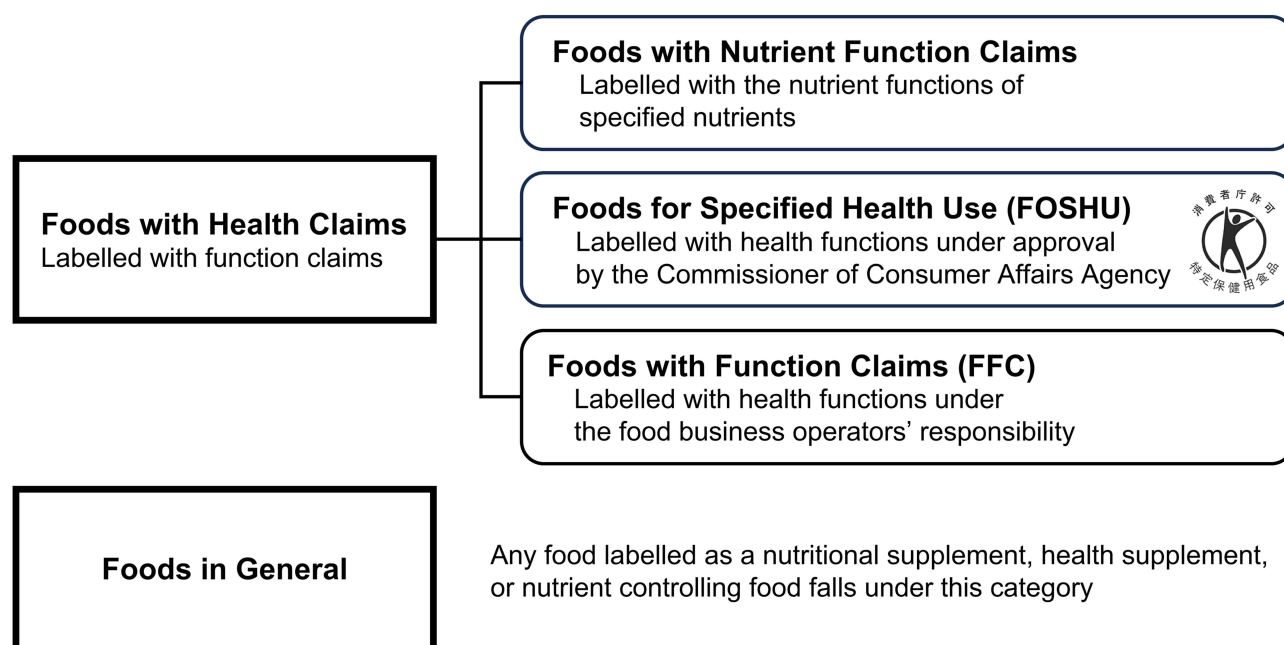 Foods with Nutrient Function Claims
Labelled with the nutrient functions of
specified nutrients
Foods with Health Claims
Labelled with function claims
Foods for Specified Health Use (FOSHU)
Labelled with health functions under approval
by the Commissioner of Consumer Affairs Agency
消費者庁許可
特定保健用食品
Foods with Function Claims (FFC)
Labelled with health functions under
the food business operators’ responsibility
Foods in General
Any food labelled as a nutritional supplement, health supplement,
or nutrient controlling food falls under this category